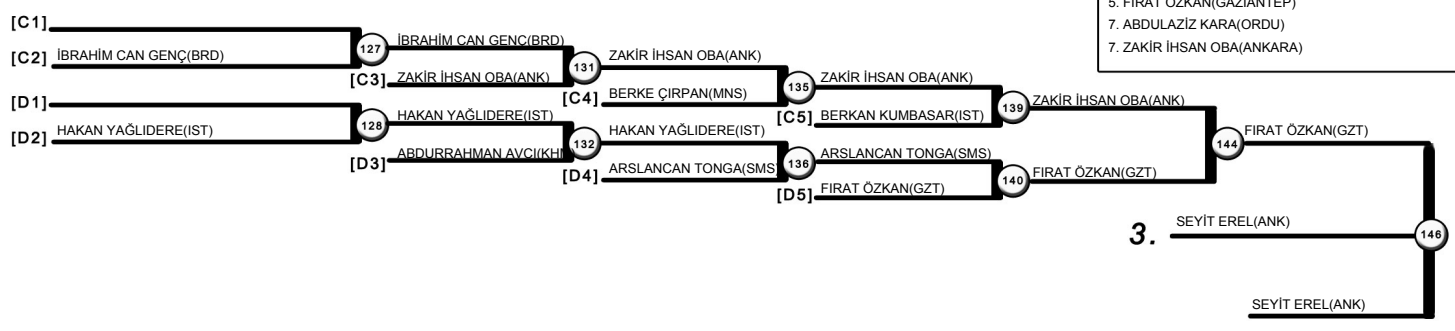 5. FIRAT ÖZKAN(GAZİANTEP)
7. ABDULAZİZ KARA(ORDU)
7. ZAKİR İHSAN OBA(ANKARA)
[C1]
[C2] İBRAHİM CAN GENÇ(BRD)
127
İBRAHİM CAN GENÇ(BRD)
[C3] ZAKİR İHSAN OBA(ANK)
131
ZAKİR İHSAN OBA(ANK)
[C4] BERKE ÇIRPAN(MNS)
135
ZAKİR İHSAN OBA(ANK)
[C5] BERKAN KUMBASAR(IST)
139
ZAKİR İHSAN OBA(ANK)
[D1]
[D2] HAKAN YAĞLIDERE(IST)
128
HAKAN YAĞLIDERE(IST)
[D3] ABDURRAHMAN AVCI(KHM)
132
HAKAN YAĞLIDERE(IST)
[D4] ARSLANCAN TONGA(SMS)
136
ARSLANCAN TONGA(SMS)
[D5] FIRAT ÖZKAN(GZT)
140
FIRAT ÖZKAN(GZT)
144
FIRAT ÖZKAN(GZT)
3. SEYİT EREL(ANK)
146
SEYİT EREL(ANK)